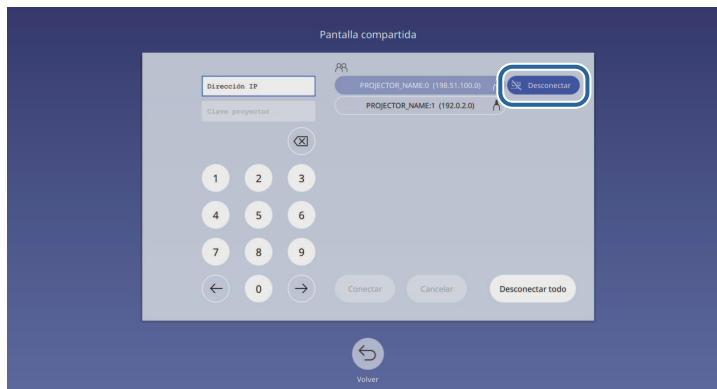 Pantalla compartida
Dirección IP
Clave proyector
PROJECTOR_NAME:0 (198.51.100.0)
Desconectar
PROJECTOR_NAME:1 (192.0.2.0)
1 2 3
4 5 6
7 8 9
0
Conectar Cancelar Desconectar todo
Volver